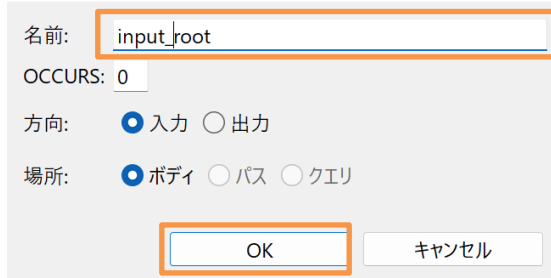 名前: input_root
OCCURS: 0
方向: 入力 出力
場所: ボディ パス クエリ
OK キャンセル